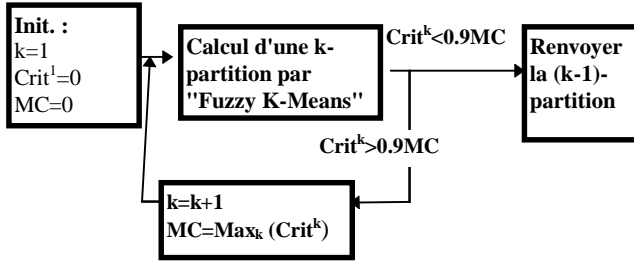 Init. :
k=1
Crit¹=0
MC=0
Calcul d'une k-
partition par
"Fuzzy K-Means"
Critᵏ<0.9MC
Renvoyer
la (k-1)-
partition
Critᵏ>0.9MC
k=k+1
MC=Maxₖ (Critᵏ)